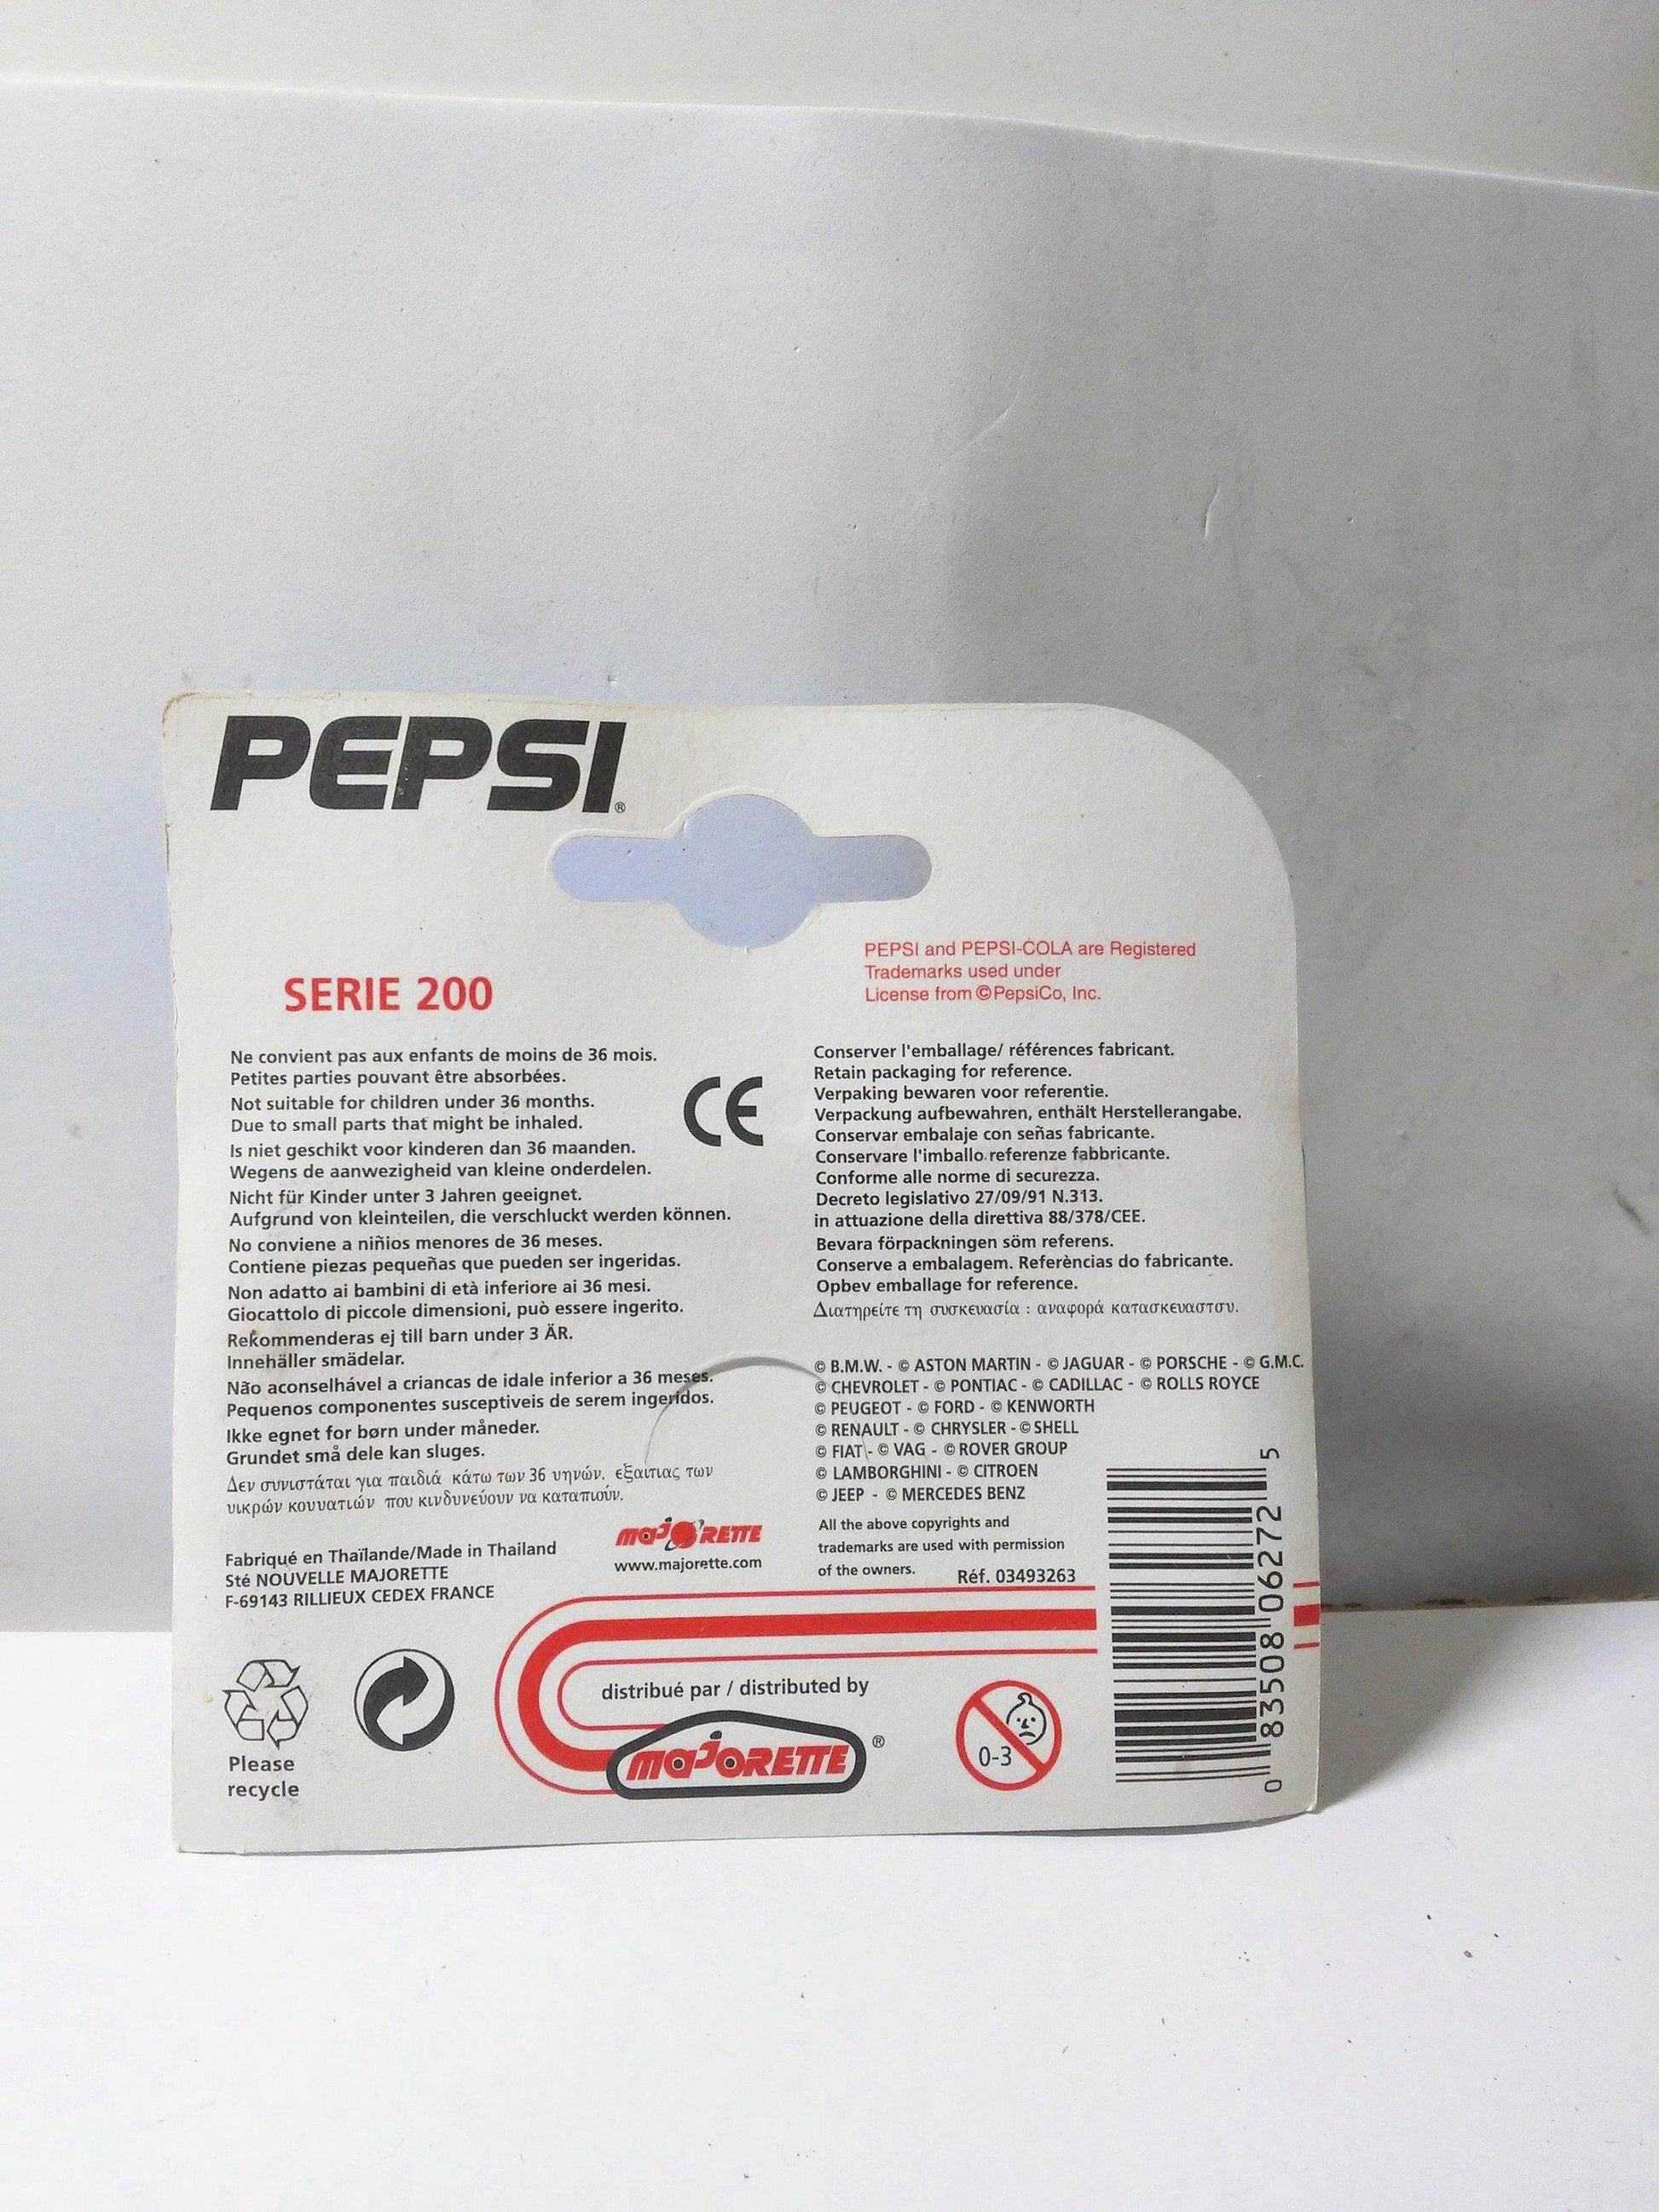 PEPSI®
SERIE 200
PEPSI and PEPSI-COLA are Registered
Trademarks used under
License from ©PepsiCo, Inc.
Ne convient pas aux enfants de moins de 36 mois.
Petites parties pouvant être absorbées.
Not suitable for children under 36 months.
Due to small parts that might be inhaled.
Is niet geschikt voor kinderen dan 36 maanden.
Wegens de aanwezigheid van kleine onderdelen.
Nicht für Kinder unter 3 Jahren geeignet.
Aufgrund von kleinteilen, die verschluckt werden können.
No conviene a niñios menores de 36 meses.
Contiene piezas pequeñas que pueden ser ingeridas.
Non adatto ai bambini di età inferiore ai 36 mesi.
Giocattolo di piccole dimensioni, può essere ingerito.
Rekommenderas ej till barn under 3 ÄR.
Innehäller smädelar.
Não aconselhável a criancas de idale inferior a 36 meses.
Pequenos componentes susceptiveis de serem ingeridos.
Ikke egnet for børn under måneder.
Grundet små dele kan sluges.
Δεν συνιστάται για παιδιά κάτω των 36 υηνών, εξαιτιας των
υικρών κουυατιών που κινδυνεύουν να καταπιούν.
CE
Conserver l'emballage/ références fabricant.
Retain packaging for reference.
Verpaking bewaren voor referentie.
Verpackung aufbewahren, enthält Herstellerangabe.
Conservar embalaje con señas fabricante.
Conservare l'imballo referenze fabbricante.
Conforme alle norme di securezza.
Decreto legislativo 27/09/91 N.313.
in attuazione della direttiva 88/378/CEE.
Bevara förpackningen söm referens.
Conserve a embalagem. Referèncias do fabricante.
Opbev emballage for reference.
Διατηρείτε τη συσκευασία : αναφορά κατασκευαστσυ.
© B.M.W. - © ASTON MARTIN - © JAGUAR - © PORSCHE - © G.M.C.
© CHEVROLET - © PONTIAC - © CADILLAC - © ROLLS ROYCE
© PEUGEOT - © FORD - © KENWORTH
© RENAULT - © CHRYSLER - © SHELL
© FIAT - © VAG - © ROVER GROUP
© LAMBORGHINI - © CITROEN
© JEEP - © MERCEDES BENZ
All the above copyrights and
trademarks are used with permission
of the owners.
Réf. 03493263
Fabriqué en Thaïlande/Made in Thailand
Sté NOUVELLE MAJORETTE
F-69143 RILLIEUX CEDEX FRANCE
majORETTE
www.majorette.com
Please
recycle
distribué par / distributed by
majORETTE®
0-3
0 83508 06272 5